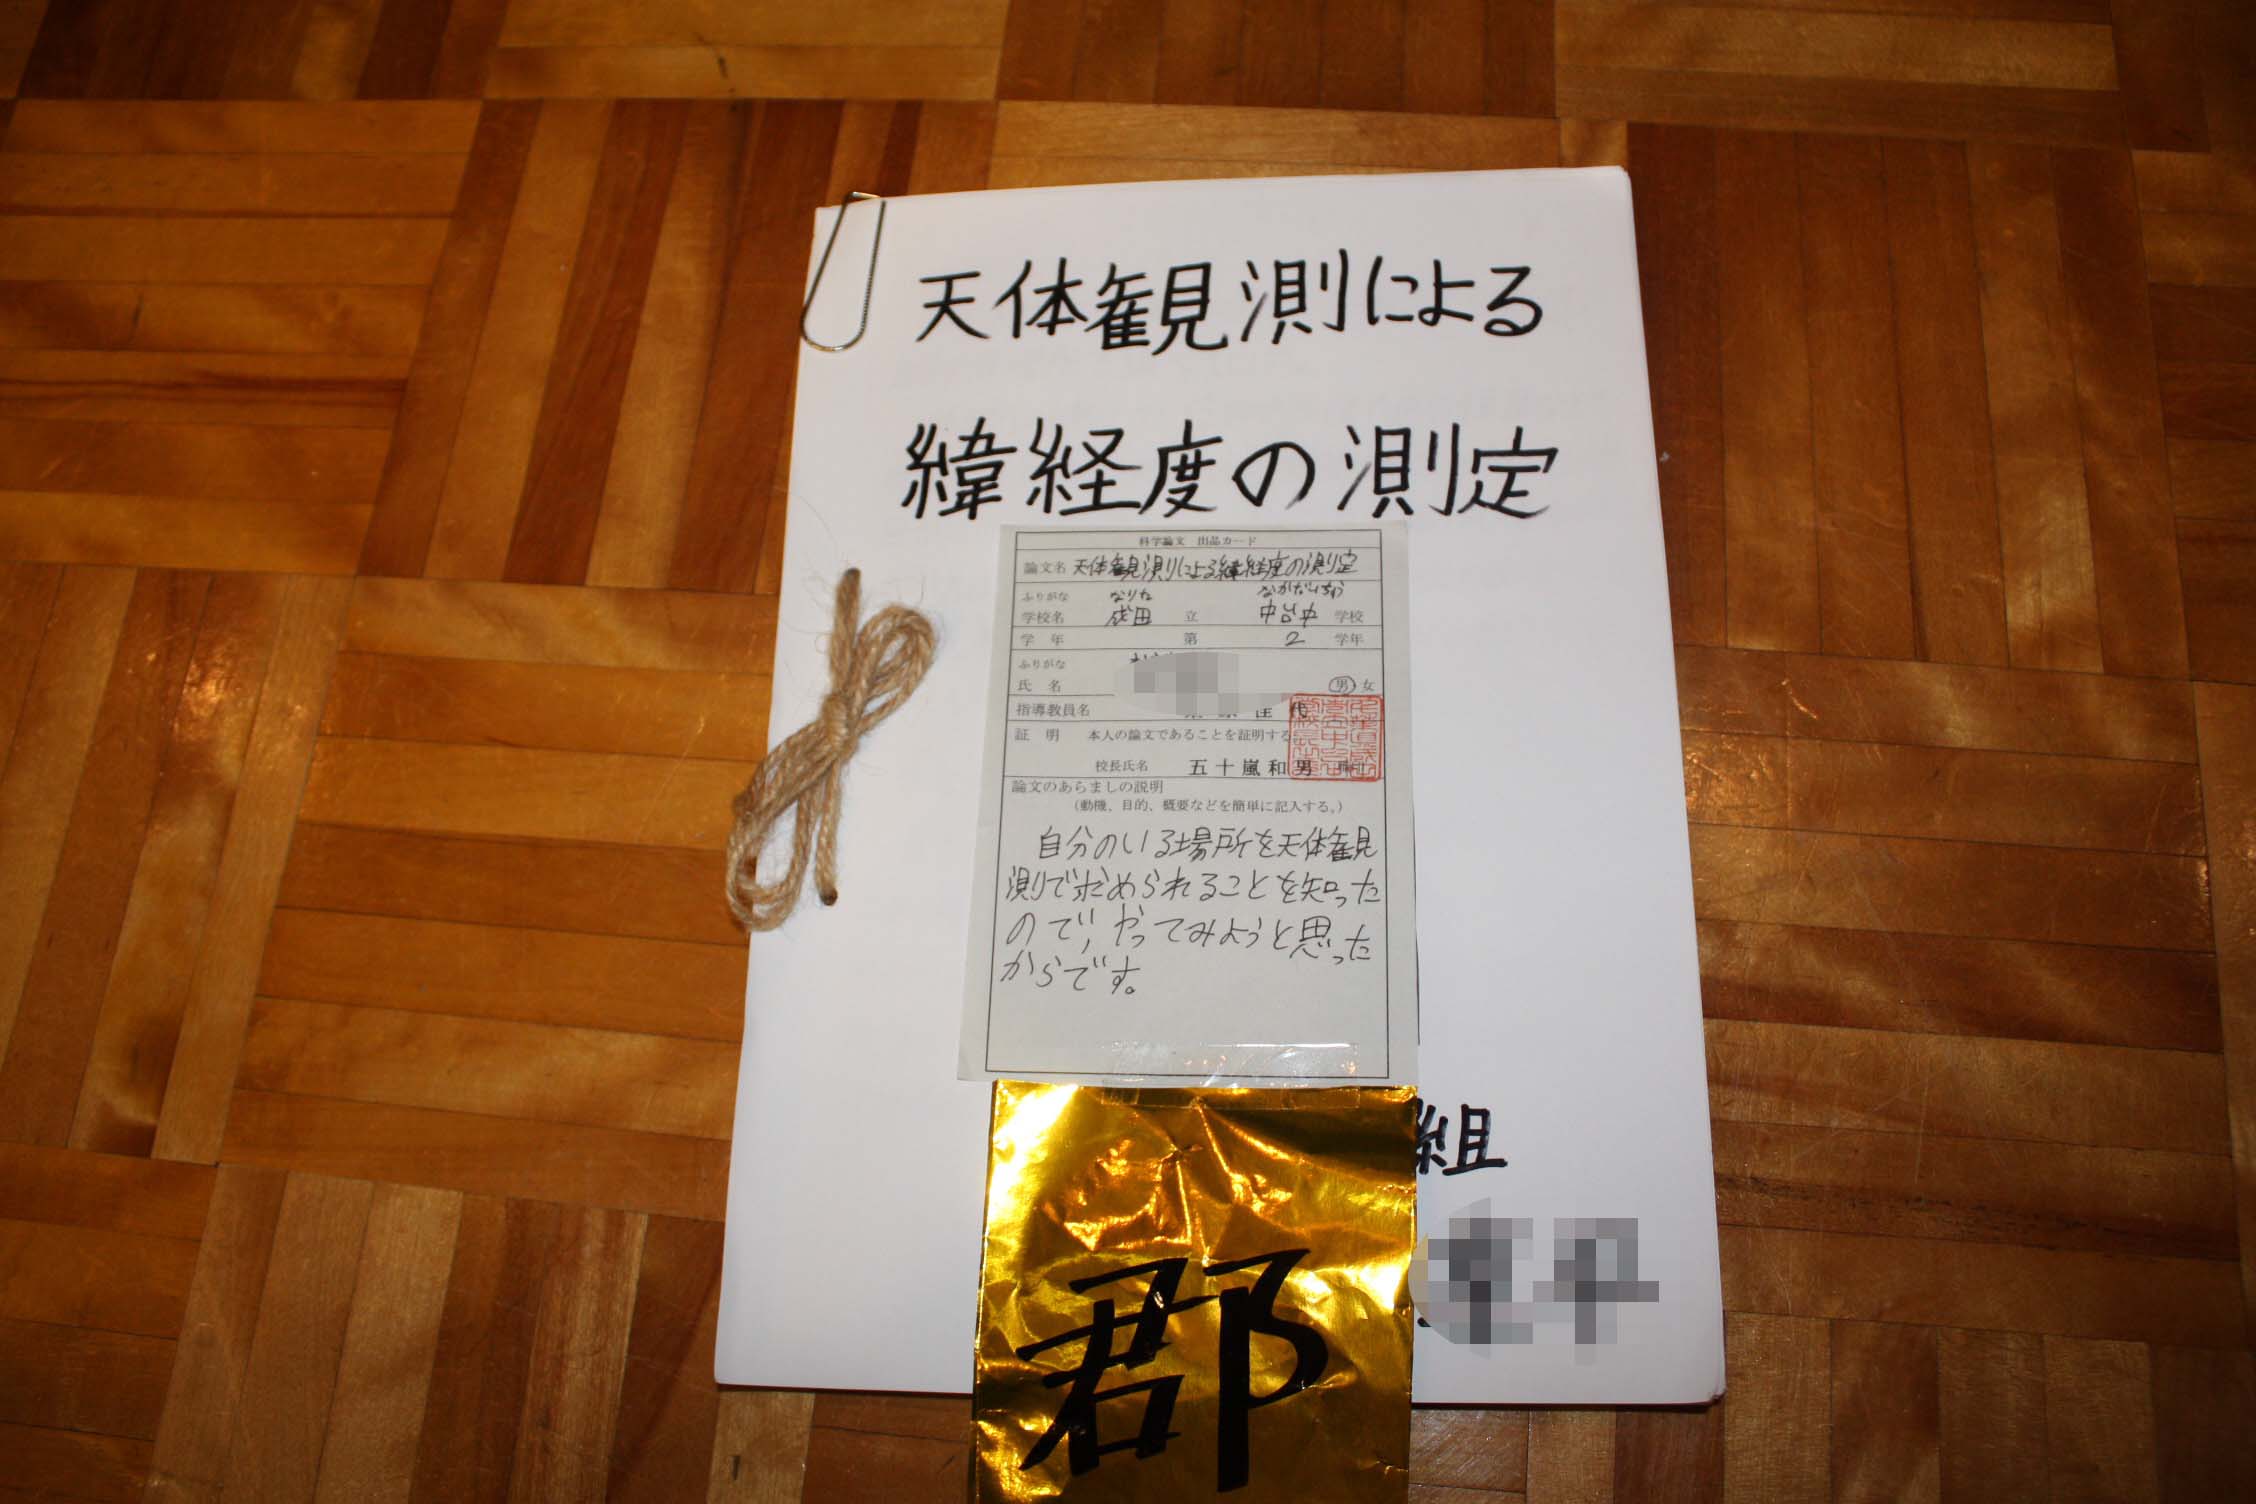 天体観測による
緯経度の測定
科学論文 出品カード
論文名 天体観測による緯経度の測定
ふりがな なりた なかだいちゅう
学校名 成田 立 中台中 学校
学年 第 2 学年
ふりがな
氏名 男 女
指導教員名 佳代
証明 本人の論文であることを証明する
校長氏名 五十嵐和男
論文のあらましの説明
(動機、目的、概要などを簡単に記入する。)
自分のいる場所を天体観
測で求められることを知った
ので、やってみようと思った
からです。
組
郡